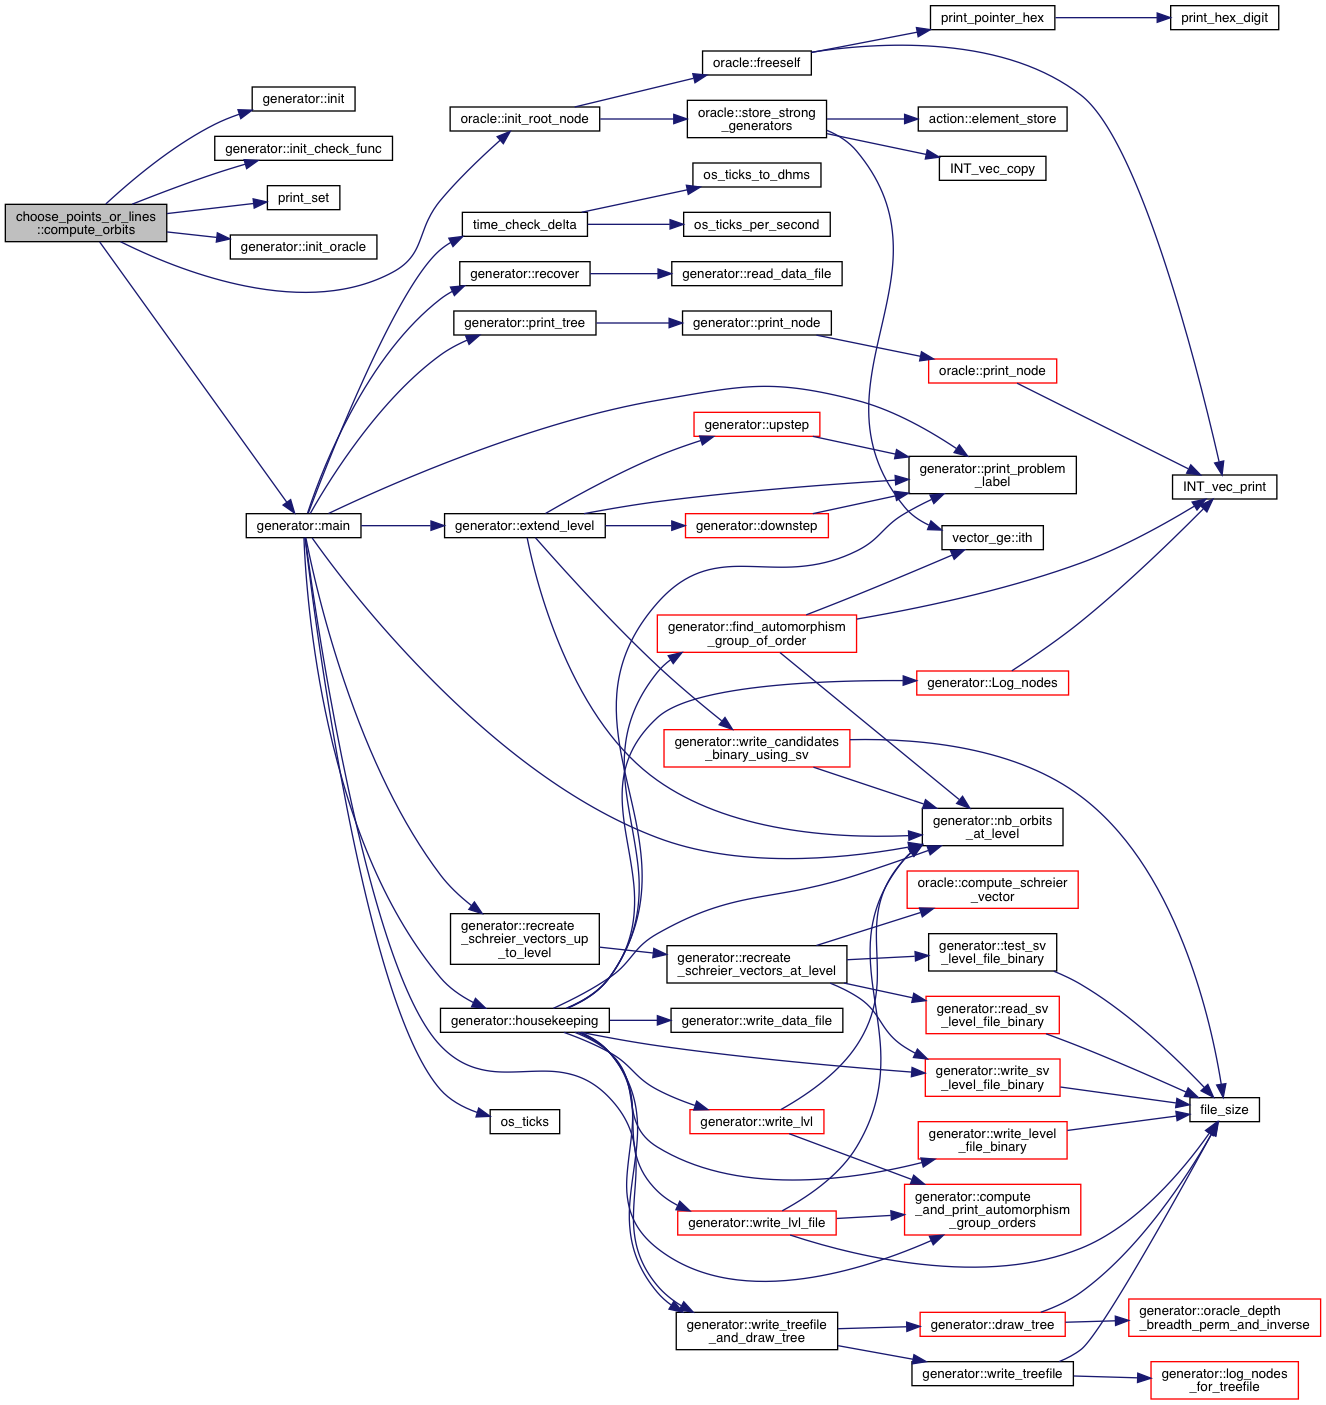 print_pointer_hex
print_hex_digit
oracle::freeself
generator::init
oracle::init_root_node
oracle::store_strong
_generators
action::element_store
generator::init_check_func
INT_vec_copy
os_ticks_to_dhms
print_set
choose_points_or_lines
::compute_orbits
time_check_delta
os_ticks_per_second
generator::init_oracle
generator::recover
generator::read_data_file
generator::print_tree
generator::print_node
oracle::print_node
generator::upstep
generator::print_problem
_label
INT_vec_print
generator::main
generator::extend_level
generator::downstep
vector_ge::ith
generator::find_automorphism
_group_of_order
generator::Log_nodes
generator::write_candidates
_binary_using_sv
generator::nb_orbits
_at_level
oracle::compute_schreier
_vector
generator::recreate
_schreier_vectors_up
_to_level
generator::recreate
_schreier_vectors_at_level
generator::test_sv
_level_file_binary
generator::read_sv
_level_file_binary
generator::housekeeping
generator::write_data_file
generator::write_sv
_level_file_binary
file_size
os_ticks
generator::write_lvl
generator::write_level
_file_binary
generator::compute
_and_print_automorphism
_group_orders
generator::write_lvl_file
generator::write_treefile
_and_draw_tree
generator::draw_tree
generator::oracle_depth
_breadth_perm_and_inverse
generator::write_treefile
generator::log_nodes
_for_treefile